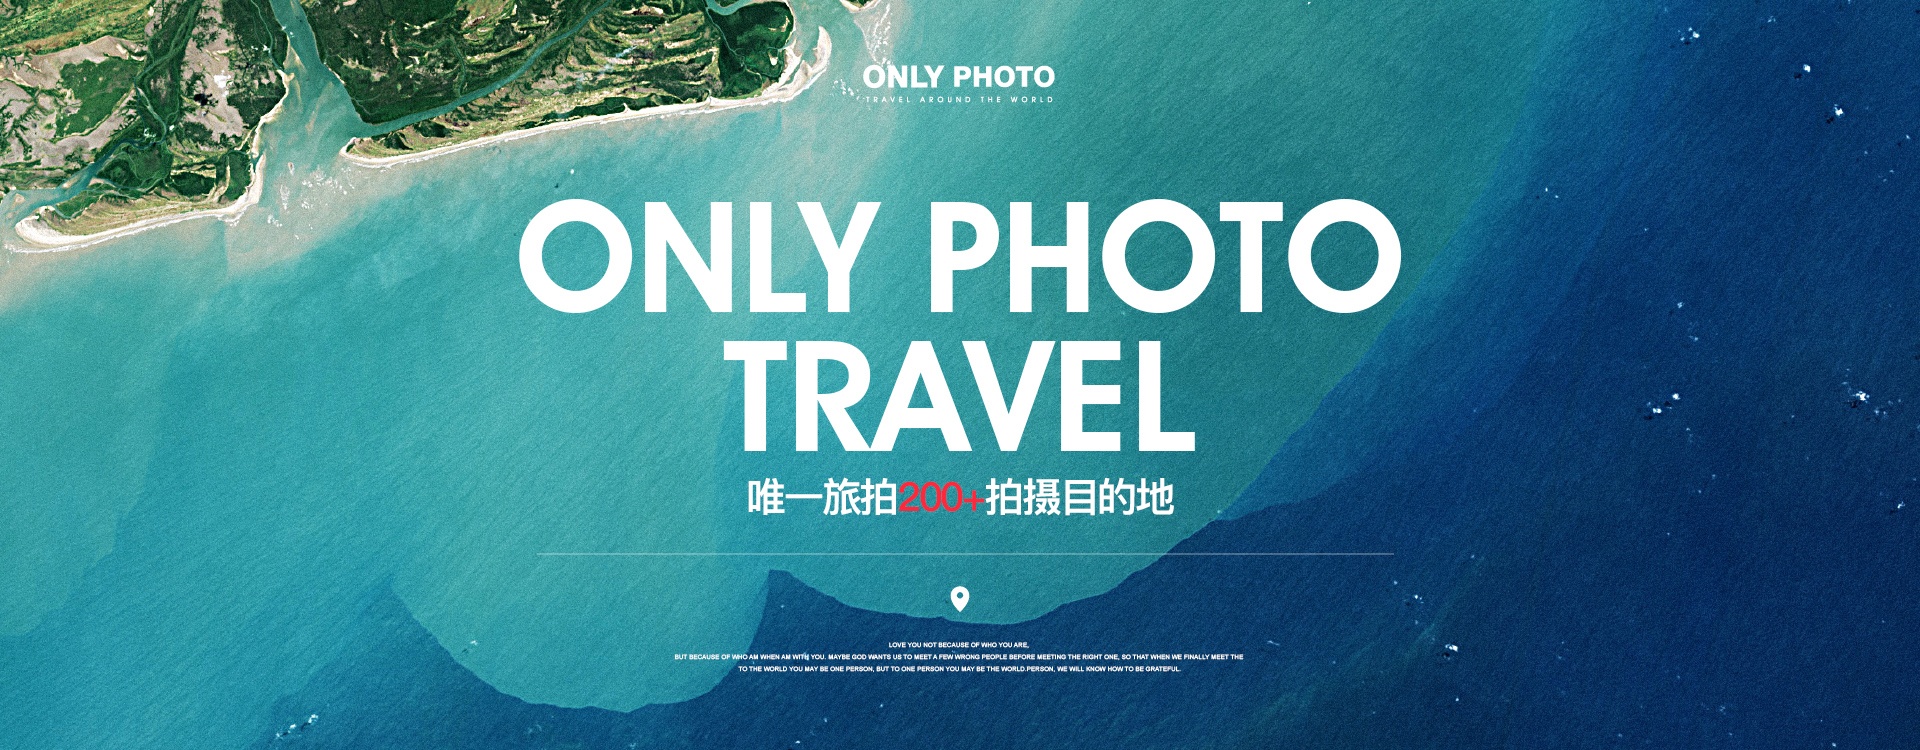 ONLY PHOTO
TRAVEL AROUND THE WORLD
ONLY PHOTO
TRAVEL
唯一旅拍200+拍摄目的地
LOVE YOU NOT BECAUSE OF WHO YOU ARE,
BUT BECAUSE OF WHO AM WHEN AM WITH YOU. MAYBE GOD WANTS US TO MEET A FEW WRONG PEOPLE BEFORE MEETING THE RIGHT ONE, SO THAT WHEN WE FINALLY MEET THE
TO THE WORLD YOU MAY BE ONE PERSON, BUT TO ONE PERSON YOU MAY BE THE WORLD.PERSON, WE WILL KNOW HOW TO BE GRATEFUL.